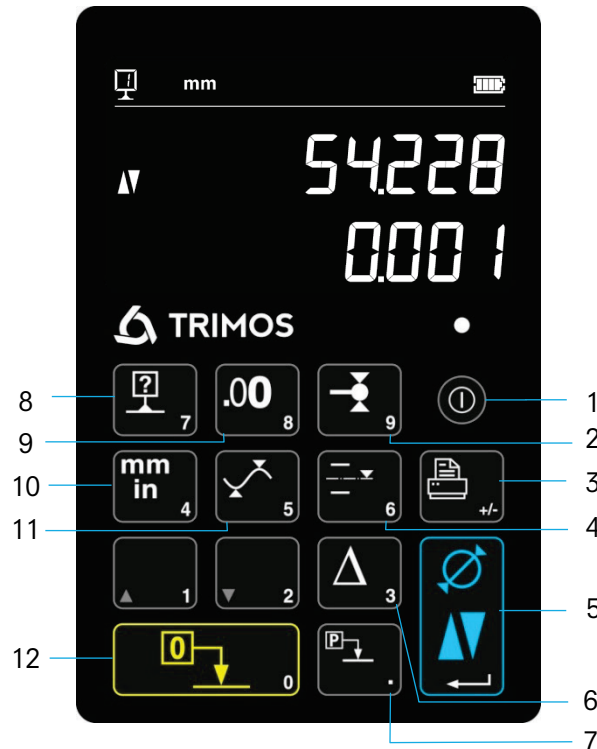 1 mm
54.228
0.001
TRIMOS
8 ? 7 .00 8 9 1
9 2
10 mm in 4 5 6 +/- 3
11 4
1 2 Δ 3 5
12 0 0 P . 6
7